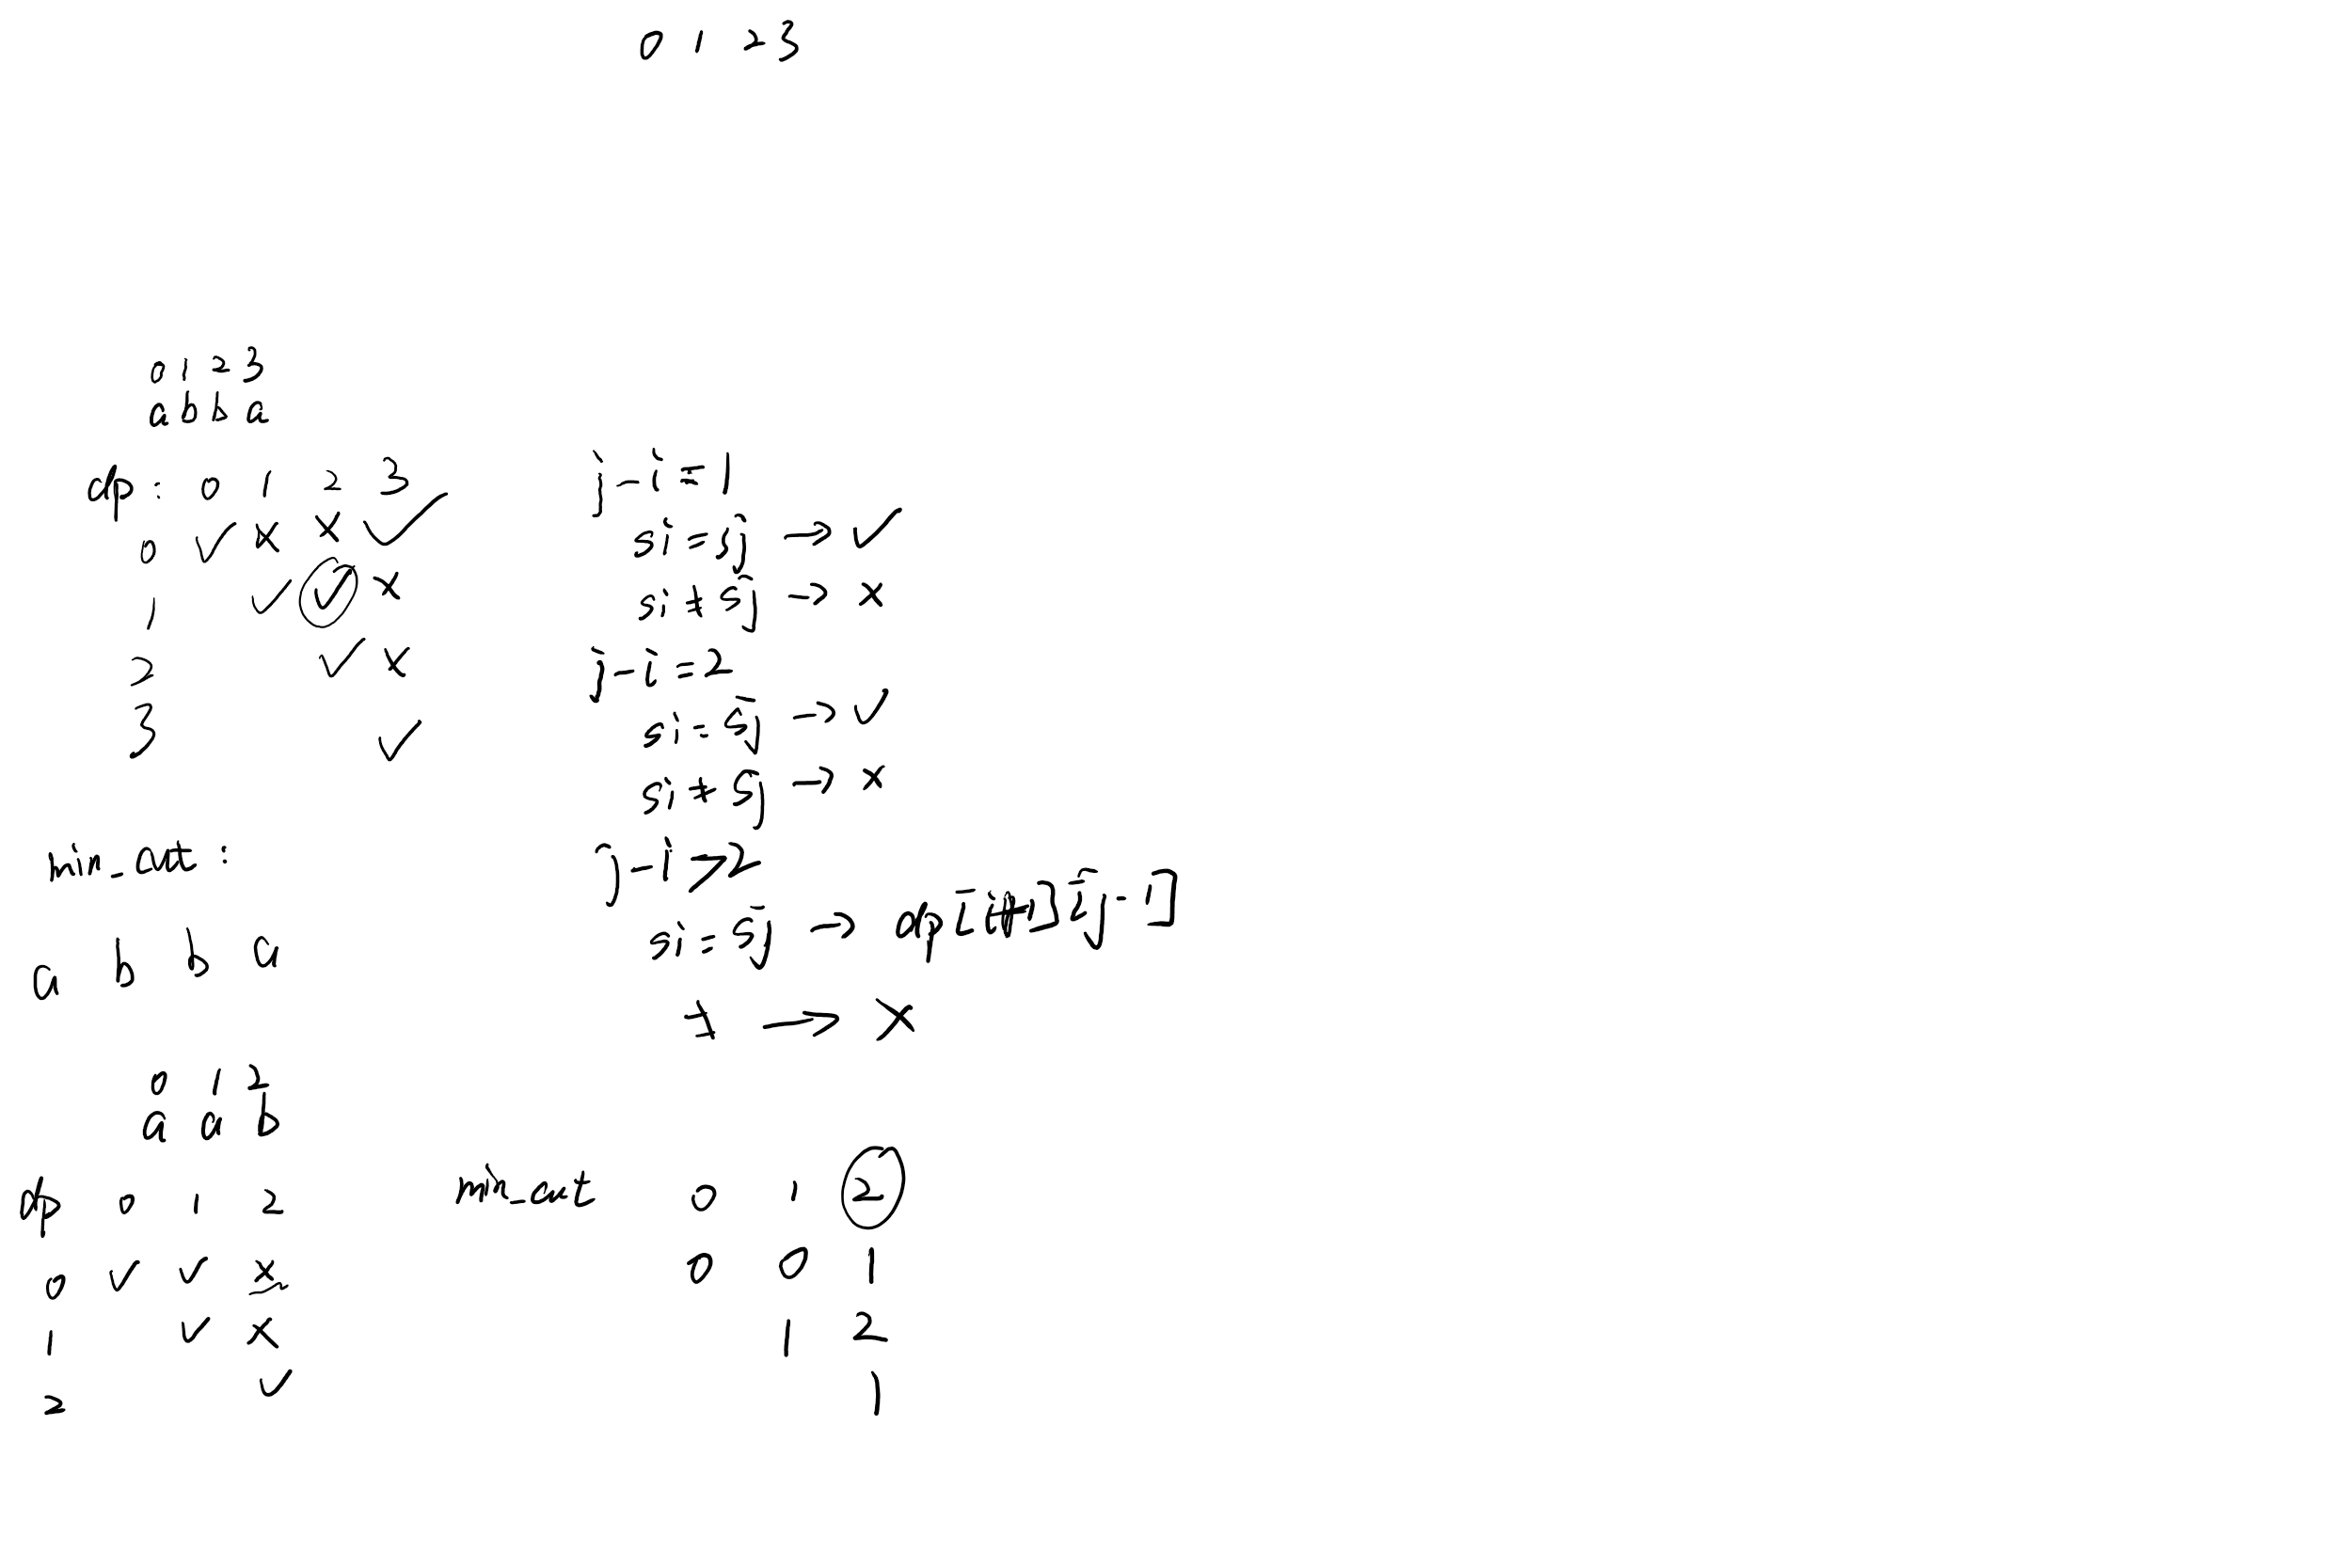 0 1 2 3
0 1 2 3
a b b a
dp : 0 1 2 3
0 ✓ × × ✓
1 ✓ ✓ ×
2 ✓ ×
3 ✓
j-i=1
si=sj → ✓
si≠sj → ×
j-i=2
si=sj → ✓
si≠sj → ×
j-i>2
si=sj → dp[i+1][j-1]
≠ → ×
min_cut :
a b b a
0 1 2
a a b
dp 0 1 2
0 ✓ ✓ ×
1 ✓ ×
2 ✓
min_cut 0 1 2
0 0 1
1 2
1